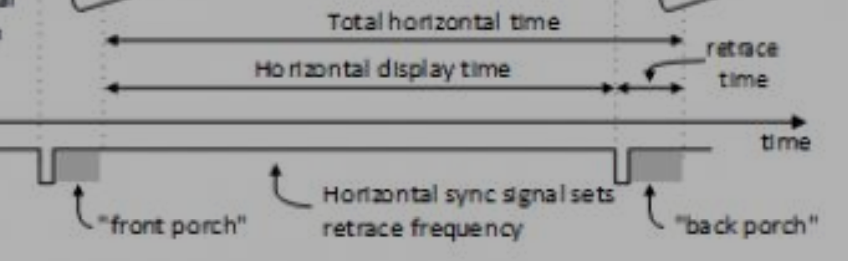 Total horizontal time
Horizontal display time
retrace
time
time
Horizontal sync signal sets
retrace frequency
"front porch"
"back porch"